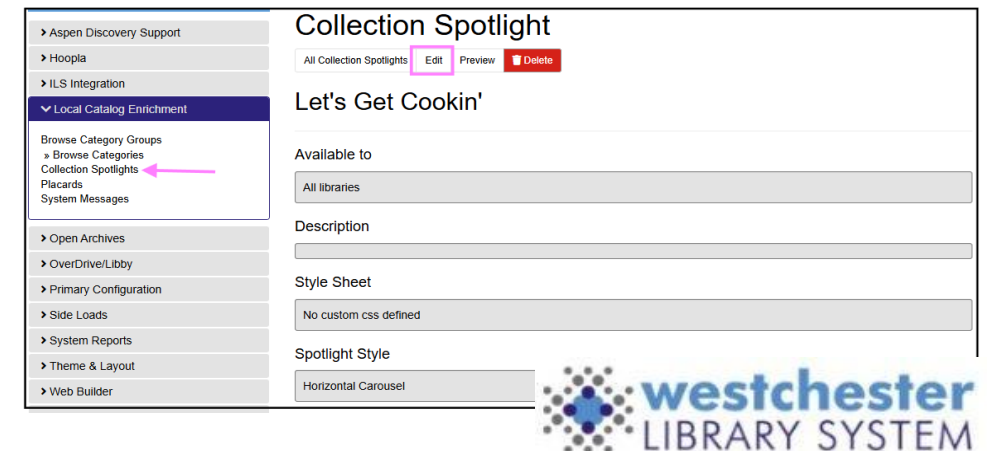 Aspen Discovery Support
Hoopla
ILS Integration
Local Catalog Enrichment
Browse Category Groups
» Browse Categories
Collection Spotlights
Placards
System Messages
Open Archives
OverDrive/Libby
Primary Configuration
Side Loads
System Reports
Theme & Layout
Web Builder
Collection Spotlight
All Collection Spotlights Edit Preview Delete
Let's Get Cookin'
Available to
All libraries
Description
Style Sheet
No custom css defined
Spotlight Style
Horizontal Carousel
westchester
LIBRARY SYSTEM